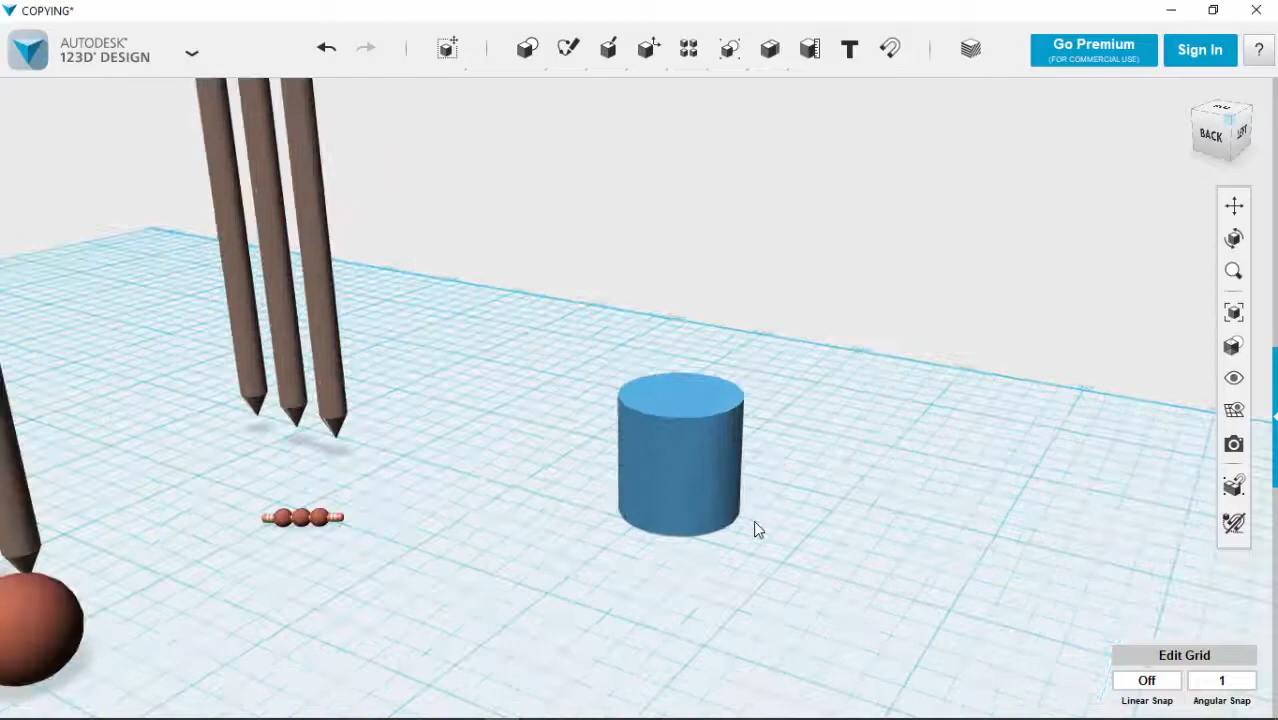 COPYING*
AUTODESK®
123D® DESIGN
Go Premium
(FOR COMMERCIAL USE)
Sign In
?
BACK
LEFT
Edit Grid
Off
1
Linear Snap
Angular Snap